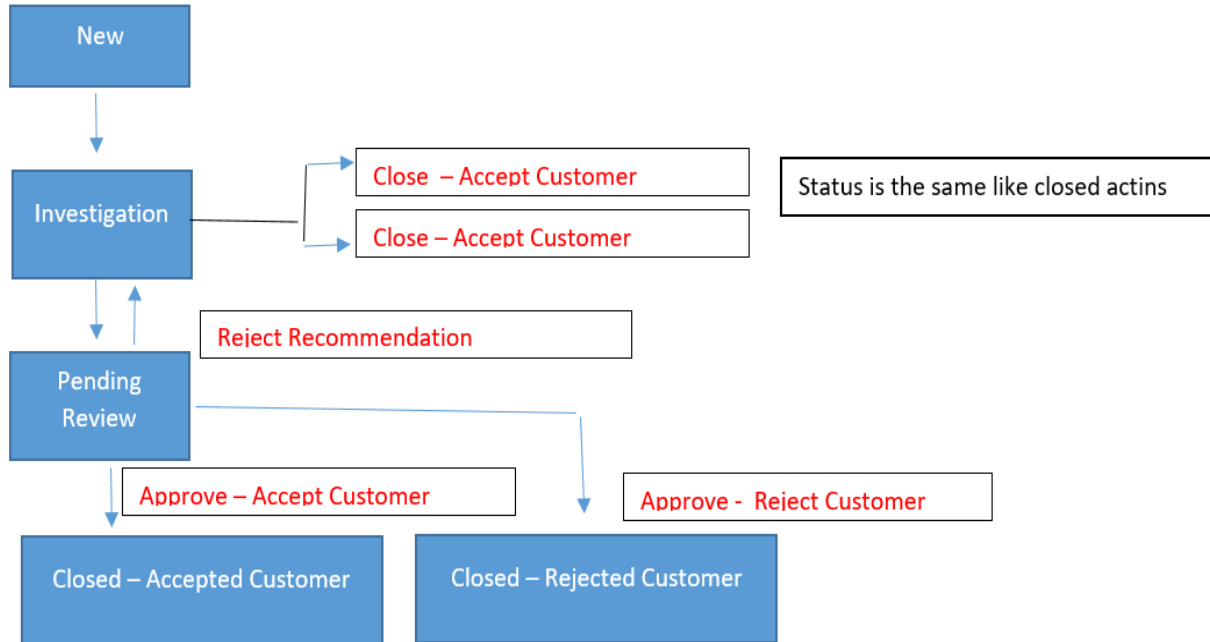 New
Close – Accept Customer
Status is the same like closed actins
Investigation
Close – Accept Customer
Reject Recommendation
Pending
Review
Approve – Accept Customer
Approve - Reject Customer
Closed – Accepted Customer
Closed – Rejected Customer